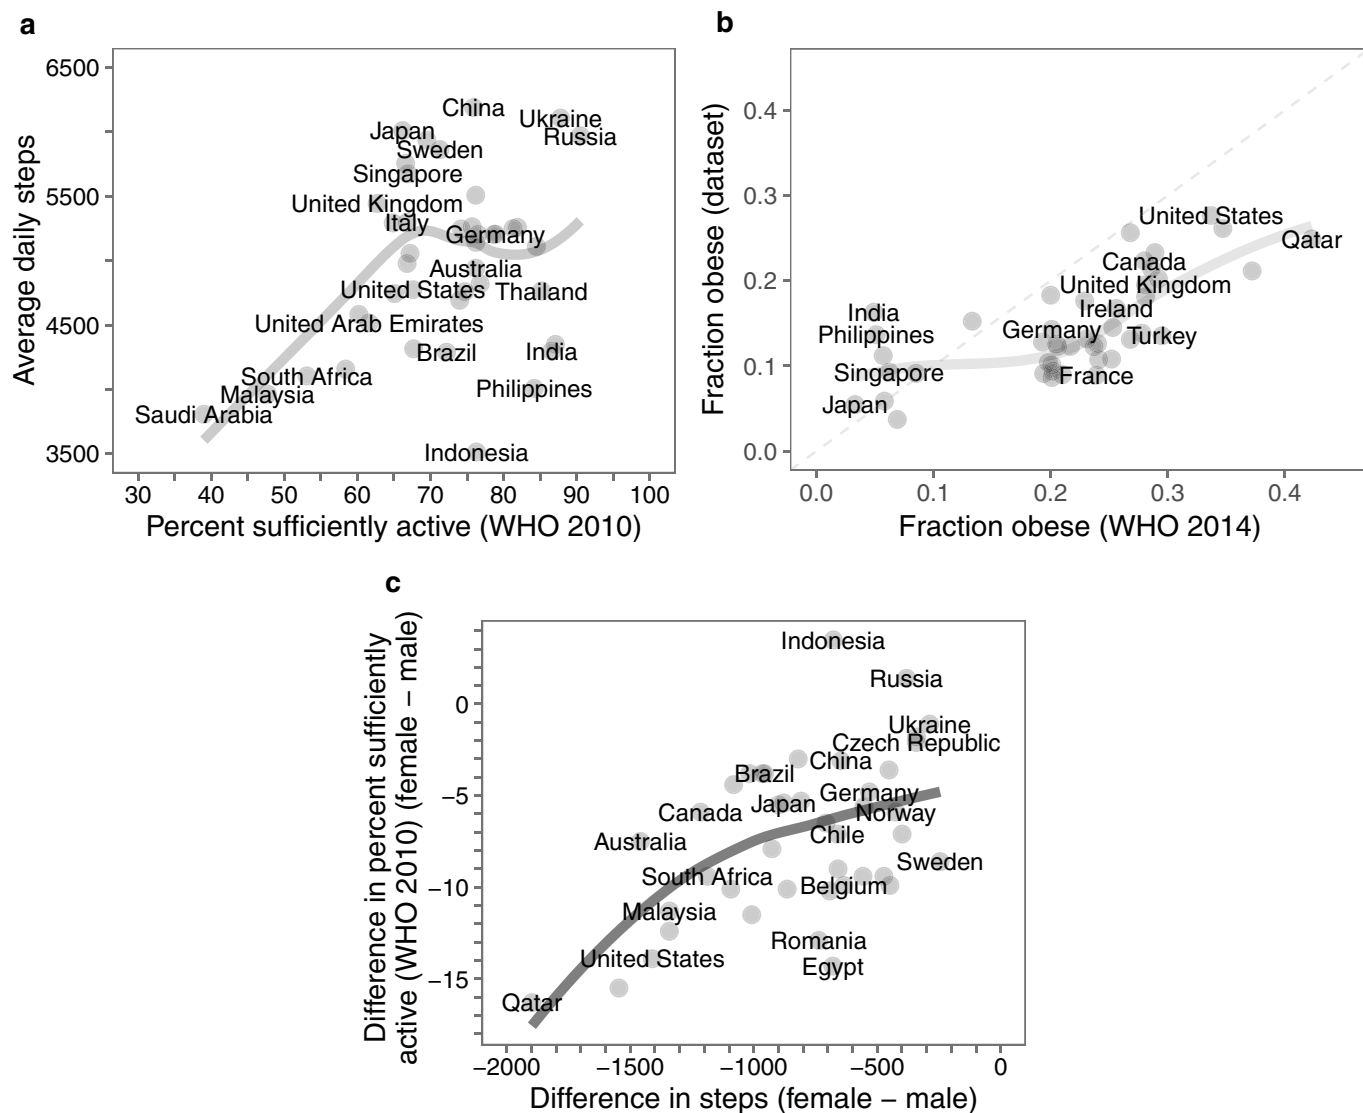 a
6500
5500
4500
3500
Average daily steps
China
Ukraine
Japan
Russia
Sweden
Singapore
United Kingdom
Italy
Germany
Australia
United States
Thailand
United Arab Emirates
Brazil
India
South Africa
Philippines
Malaysia
Saudi Arabia
Indonesia
30 40 50 60 70 80 90 100
Percent sufficiently active (WHO 2010)
b
0.4
0.3
0.2
0.1
0.0
Fraction obese (dataset)
United States
Qatar
Canada
United Kingdom
India
Ireland
Philippines
Germany
Turkey
Singapore
France
Japan
0.0 0.1 0.2 0.3 0.4
Fraction obese (WHO 2014)
c
0
−5
−10
−15
Difference in percent sufficiently
active (WHO 2010) (female − male)
Indonesia
Russia
Ukraine
Czech Republic
China
Brazil
Germany
Japan
Canada
Norway
Chile
Australia
Sweden
South Africa
Belgium
Malaysia
Romania
United States
Egypt
Qatar
−2000 −1500 −1000 −500 0
Difference in steps (female − male)